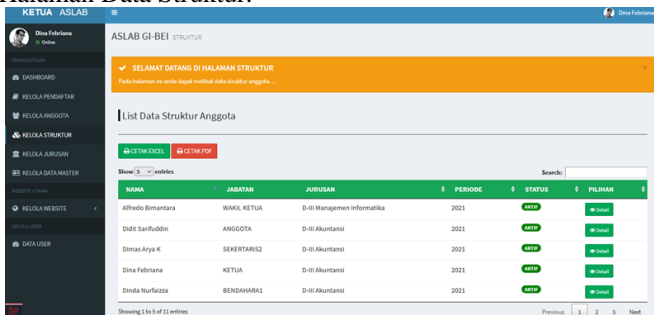 Halaman Data Struktur:
KETUA ASLAB
Dina Febriana
Dina Febriana
Online
ASLAB GI-BEI STRUKTUR
SELAMAT DATANG DI HALAMAN STRUKTUR ×
Pada halaman ini anda dapat melihat data struktur anggota. . .
DASHBOARD
KELOLA PENDAFTAR
KELOLA ANGGOTA
KELOLA STRUKTUR
KELOLA JURUSAN
KELOLA DATA MASTER
WEBSITE UTAMA
KELOLA WEBSITE
KELOLA USER
DATA USER
List Data Struktur Anggota
CETAK EXCEL CETAK PDF
Show 5 entries Search:
NAMA JABATAN JURUSAN PERIODE STATUS PILIHAN
Alfredo Bimantara WAKIL KETUA D-III Manajemen Informatika 2021 AKTIF Detail
Didit Sarifuddin ANGGOTA D-III Akuntansi 2021 AKTIF Detail
Dimas Arya K SEKERTARIS2 D-III Akuntansi 2021 AKTIF Detail
Dina Febriana KETUA D-III Akuntansi 2021 AKTIF Detail
Dinda Nurfaizza BENDAHARA1 D-III Akuntansi 2021 AKTIF Detail
Showing 1 to 5 of 11 entries Previous 1 2 3 Next